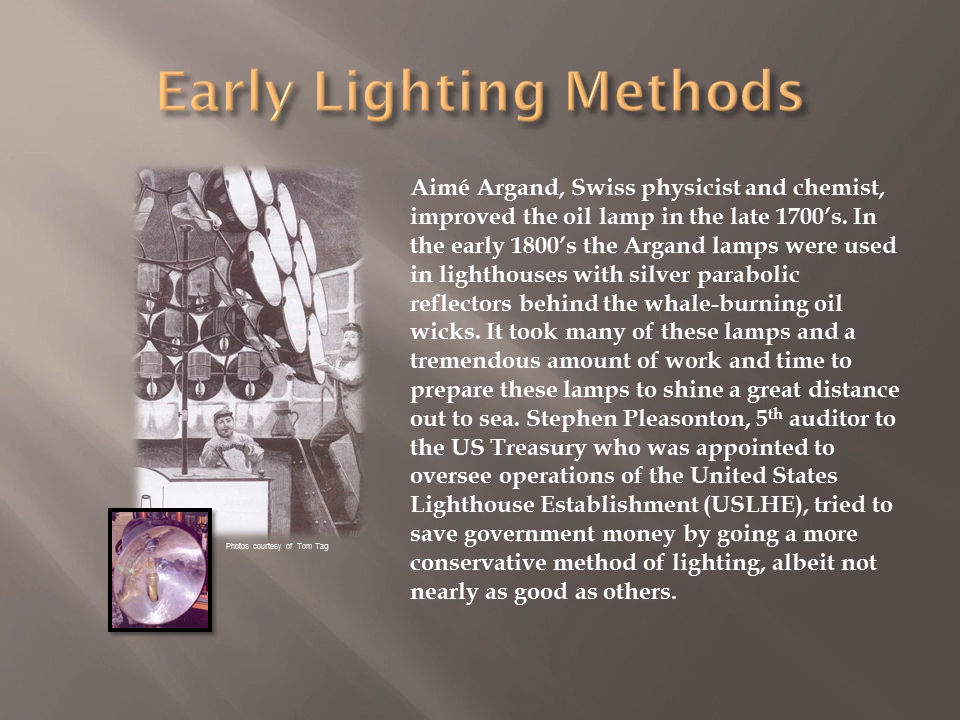 Early Lighting Methods
Aimé Argand, Swiss physicist and chemist,
improved the oil lamp in the late 1700’s. In
the early 1800’s the Argand lamps were used
in lighthouses with silver parabolic
reflectors behind the whale-burning oil
wicks. It took many of these lamps and a
tremendous amount of work and time to
prepare these lamps to shine a great distance
out to sea. Stephen Pleasonton, 5th auditor to
the US Treasury who was appointed to
oversee operations of the United States
Lighthouse Establishment (USLHE), tried to
save government money by going a more
conservative method of lighting, albeit not
nearly as good as others.
Photos courtesy of Tom Tag